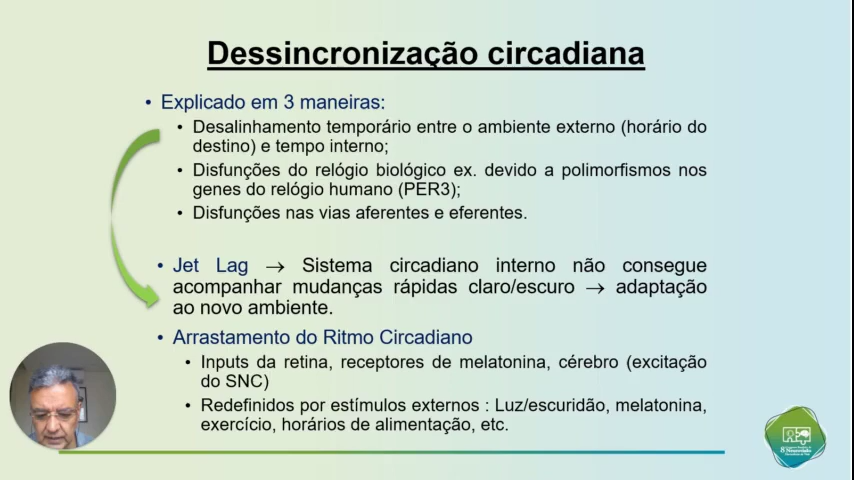 Dessincronização circadiana
• Explicado em 3 maneiras:
• Desalinhamento temporário entre o ambiente externo (horário do
destino) e tempo interno;
• Disfunções do relógio biológico ex. devido a polimorfismos nos
genes do relógio humano (PER3);
• Disfunções nas vias aferentes e eferentes.
• Jet Lag → Sistema circadiano interno não consegue
acompanhar mudanças rápidas claro/escuro → adaptação
ao novo ambiente.
• Arrastamento do Ritmo Circadiano
• Inputs da retina, receptores de melatonina, cérebro (excitação
do SNC)
• Redefinidos por estímulos externos : Luz/escuridão, melatonina,
exercício, horários de alimentação, etc.